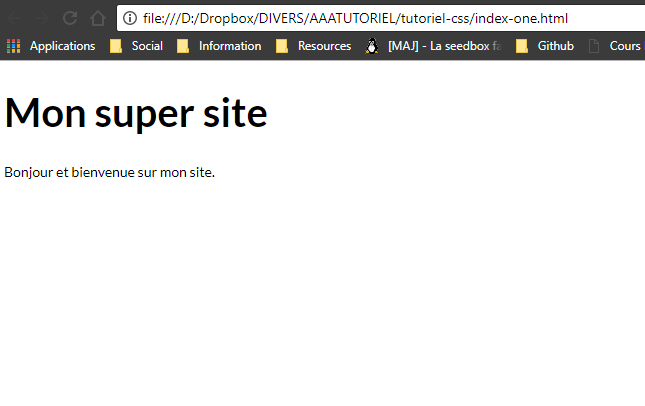 file:///D:/Dropbox/DIVERS/AAATUTORIEL/tutoriel-css/index-one.html
Applications Social Information Resources [MAJ] - La seedbox Github Cours
Mon super site
Bonjour et bienvenue sur mon site.